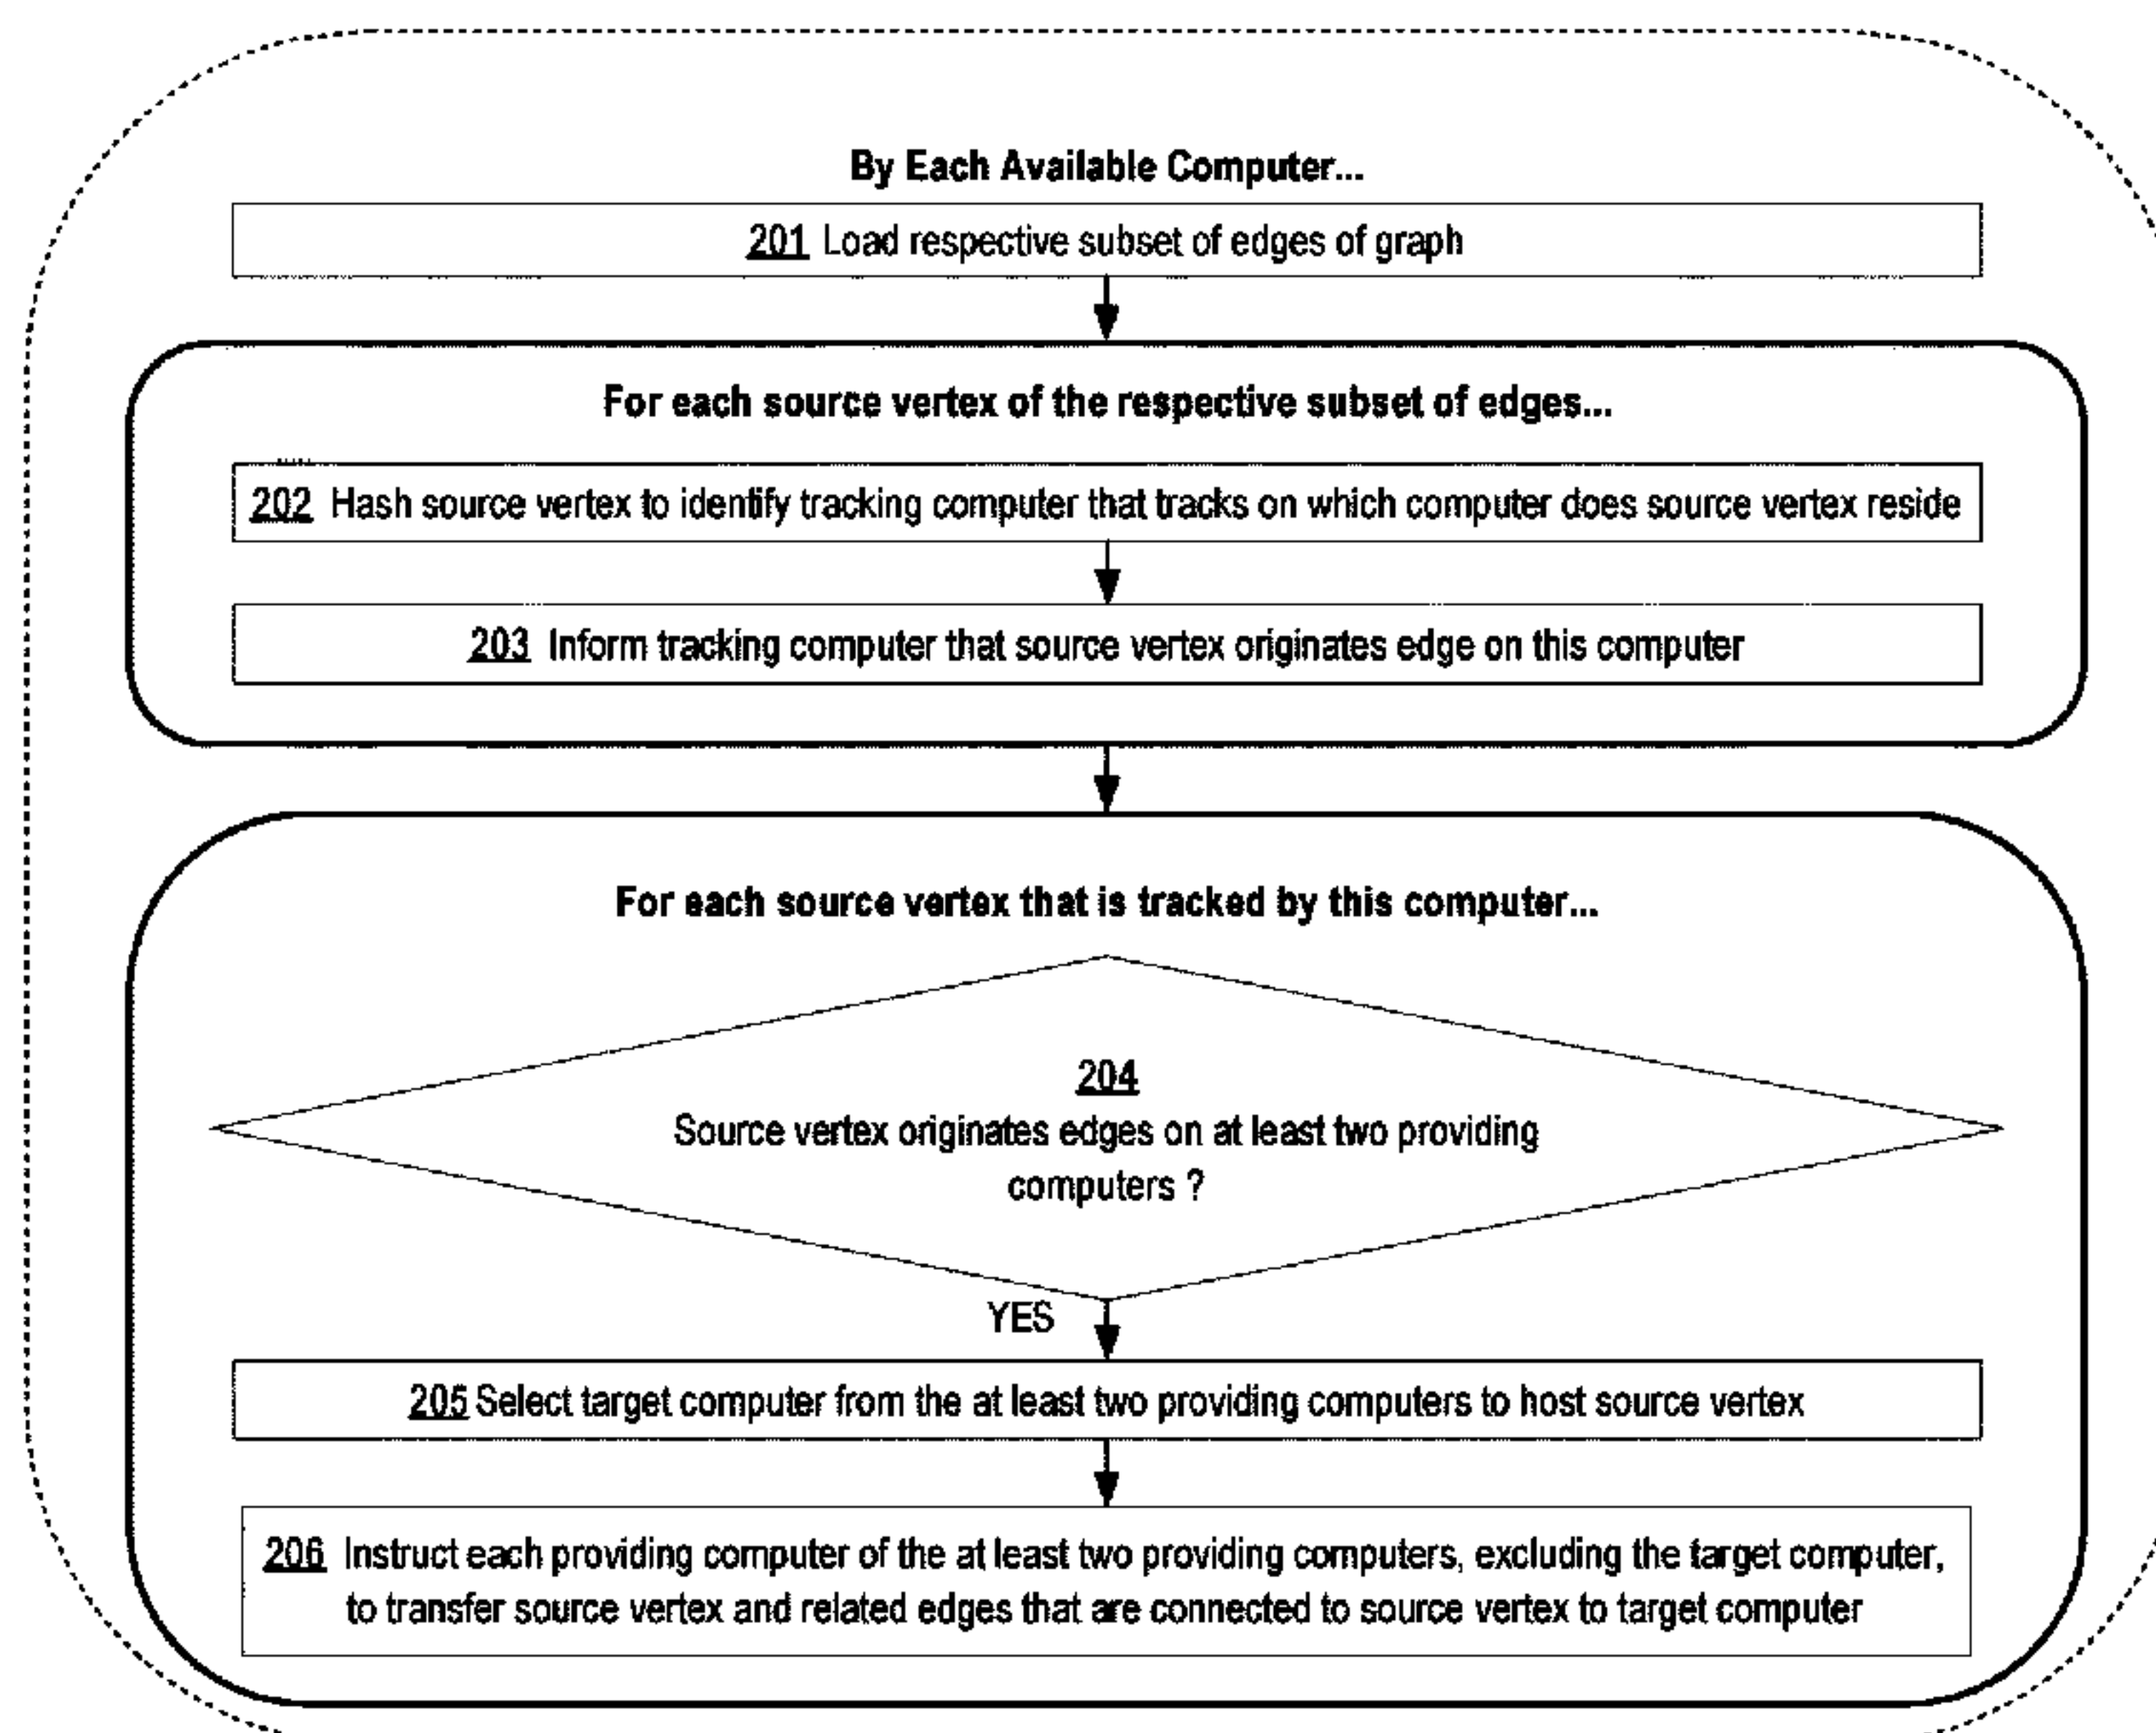 By Each Available Computer...
201 Load respective subset of edges of graph
For each source vertex of the respective subset of edges...
202 Hash source vertex to identify tracking computer that tracks on which computer does source vertex reside
203 Inform tracking computer that source vertex originates edge on this computer
For each source vertex that is tracked by this computer...
204
Source vertex originates edges on at least two providing
computers ?
YES
205 Select target computer from the at least two providing computers to host source vertex
206 Instruct each providing computer of the at least two providing computers, excluding the target computer,
to transfer source vertex and related edges that are connected to source vertex to target computer